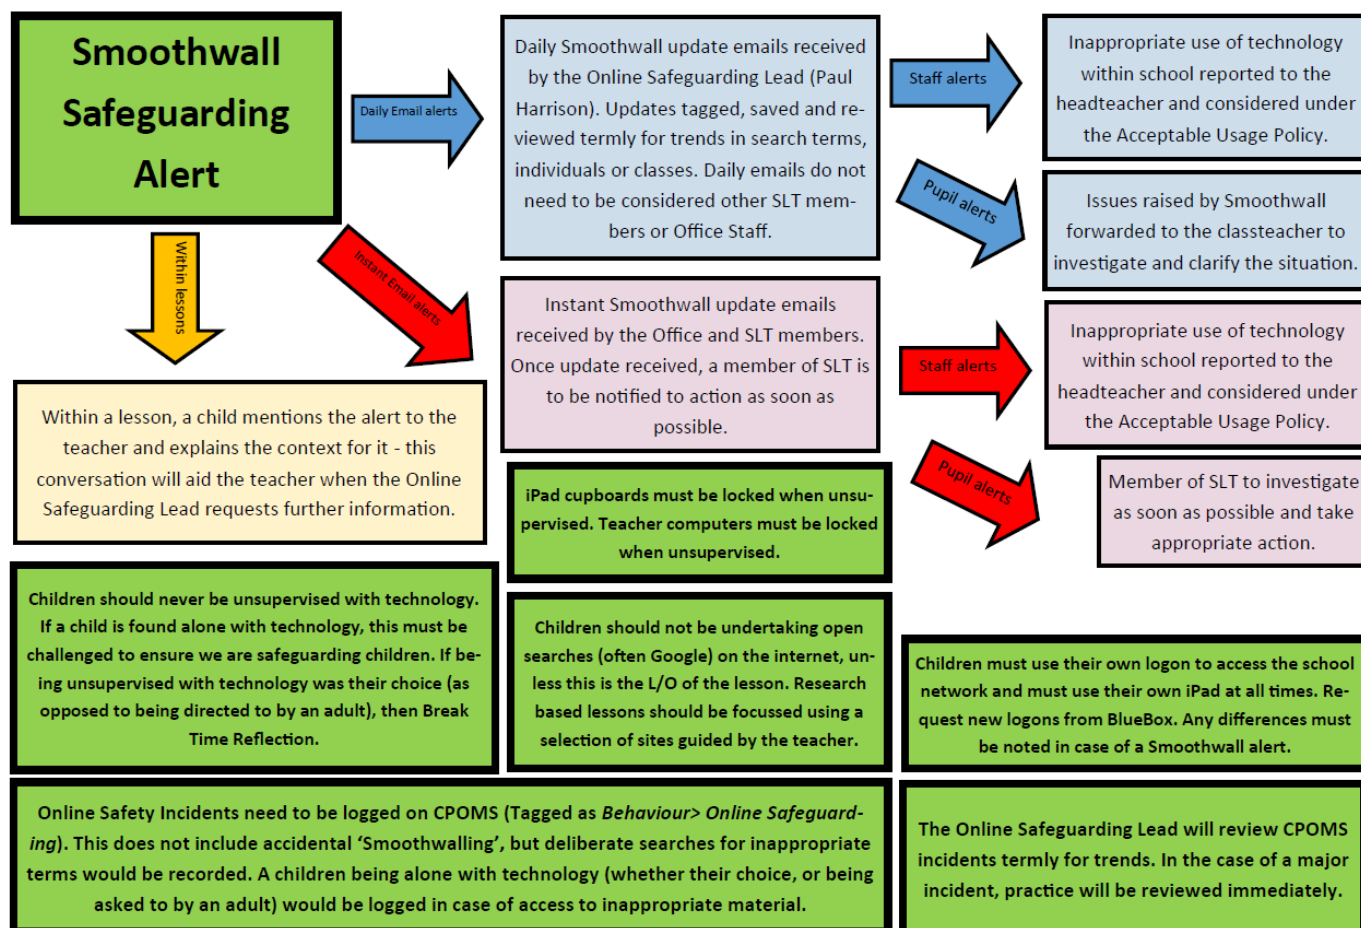 Smoothwall
Safeguarding
Alert
Daily Email alerts
Daily Smoothwall update emails received
by the Online Safeguarding Lead (Paul
Harrison). Updates tagged, saved and re-
viewed termly for trends in search terms,
individuals or classes. Daily emails do not
need to be considered other SLT mem-
bers or Office Staff.
Staff alerts
Inappropriate use of technology
within school reported to the
headteacher and considered under
the Acceptable Usage Policy.
Pupil alerts
Issues raised by Smoothwall
forwarded to the classteacher to
investigate and clarify the situation.
Within lessons
Instant Email alerts
Instant Smoothwall update emails
received by the Office and SLT members.
Once update received, a member of SLT is
to be notified to action as soon as
possible.
Staff alerts
Inappropriate use of technology
within school reported to the
headteacher and considered under
the Acceptable Usage Policy.
Pupil alerts
Member of SLT to investigate
as soon as possible and take
appropriate action.
Within a lesson, a child mentions the alert to the
teacher and explains the context for it - this
conversation will aid the teacher when the Online
Safeguarding Lead requests further information.
iPad cupboards must be locked when unsu-
pervised. Teacher computers must be locked
when unsupervised.
Children should never be unsupervised with technology.
If a child is found alone with technology, this must be
challenged to ensure we are safeguarding children. If be-
ing unsupervised with technology was their choice (as
opposed to being directed to by an adult), then Break
Time Reflection.
Children should not be undertaking open
searches (often Google) on the internet, un-
less this is the L/O of the lesson. Research
based lessons should be focussed using a
selection of sites guided by the teacher.
Children must use their own logon to access the school
network and must use their own iPad at all times. Re-
quest new logons from BlueBox. Any differences must
be noted in case of a Smoothwall alert.
Online Safety Incidents need to be logged on CPOMS (Tagged as Behaviour> Online Safeguard-
ing). This does not include accidental ‘Smoothwalling’, but deliberate searches for inappropriate
terms would be recorded. A children being alone with technology (whether their choice, or being
asked to by an adult) would be logged in case of access to inappropriate material.
The Online Safeguarding Lead will review CPOMS
incidents termly for trends. In the case of a major
incident, practice will be reviewed immediately.